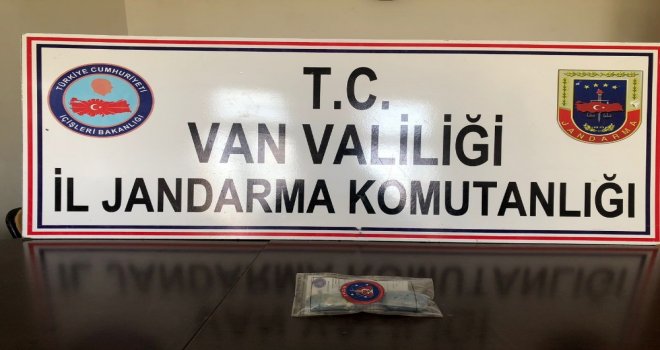 T.C.
VAN VALİLİĞİ
İL JANDARMA KOMUTANLIĞI
TÜRKİYE CUMHURİYETİ
İÇİŞLERİ BAKANLIĞI
JANDARMA